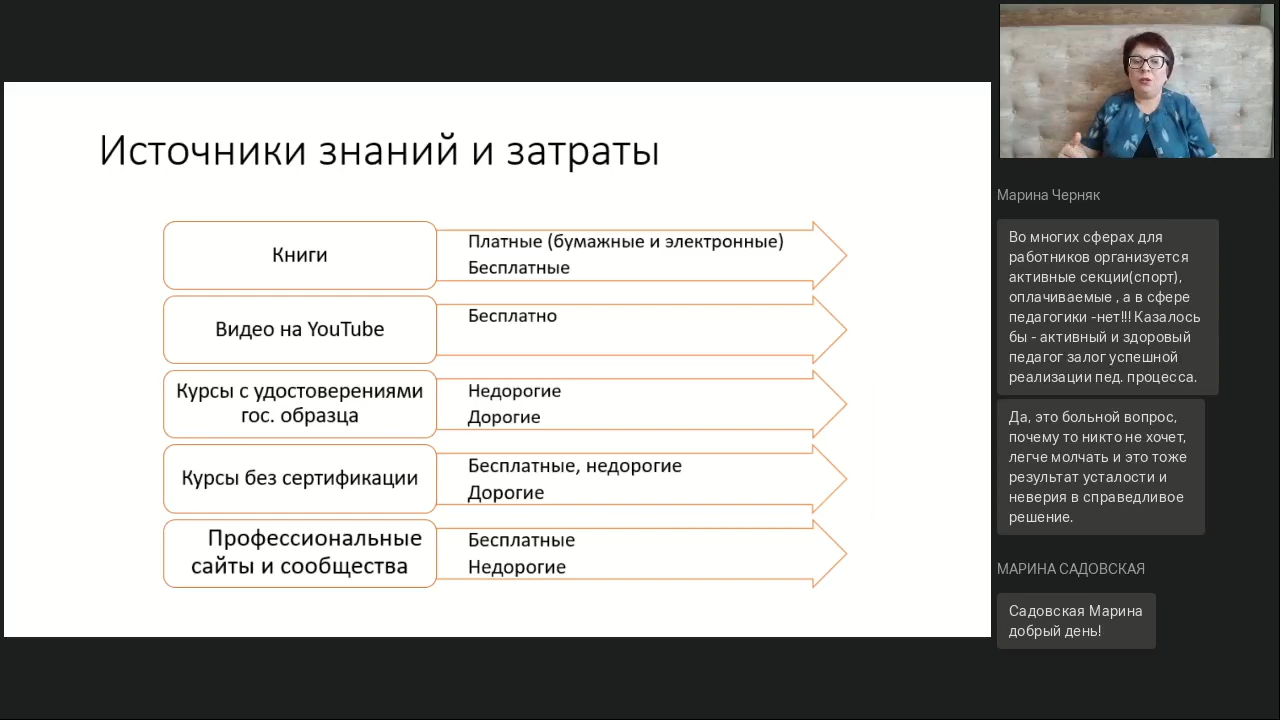 Источники знаний и затраты
Книги
Платные (бумажные и электронные)
Бесплатные
Видео на YouTube
Бесплатно
Курсы с удостоверениями
гос. образца
Недорогие
Дорогие
Курсы без сертификации
Бесплатные, недорогие
Дорогие
Профессиональные
сайты и сообщества
Бесплатные
Недорогие
Марина Черняк
Во многих сферах для
работников организуется
активные секции(спорт),
оплачиваемые , а в сфере
педагогики -нет!!! Казалось
бы - активный и здоровый
педагог залог успешной
реализации пед. процесса.
Да, это больной вопрос,
почему то никто не хочет,
легче молчать и это тоже
результат усталости и
неверия в справедливое
решение.
МАРИНА САДОВСКАЯ
Садовская Марина
добрый день!